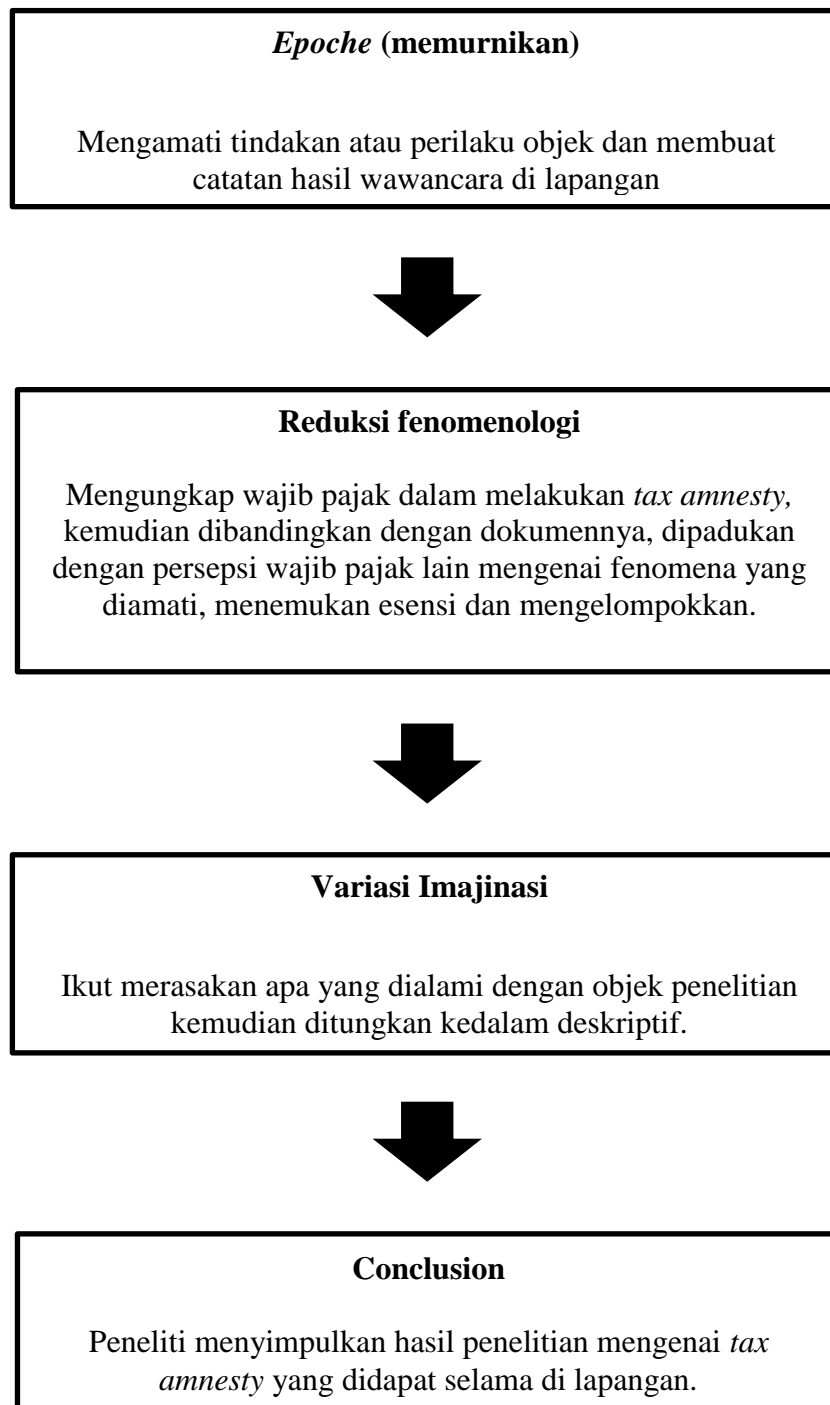 Epoche (memurnikan)
Mengamati tindakan atau perilaku objek dan membuat
catatan hasil wawancara di lapangan
Reduksi fenomenologi
Mengungkap wajib pajak dalam melakukan tax amnesty,
kemudian dibandingkan dengan dokumennya, dipadukan
dengan persepsi wajib pajak lain mengenai fenomena yang
diamati, menemukan esensi dan mengelompokkan.
Variasi Imajinasi
Ikut merasakan apa yang dialami dengan objek penelitian
kemudian ditungkan kedalam deskriptif.
Conclusion
Peneliti menyimpulkan hasil penelitian mengenai tax
amnesty yang didapat selama di lapangan.